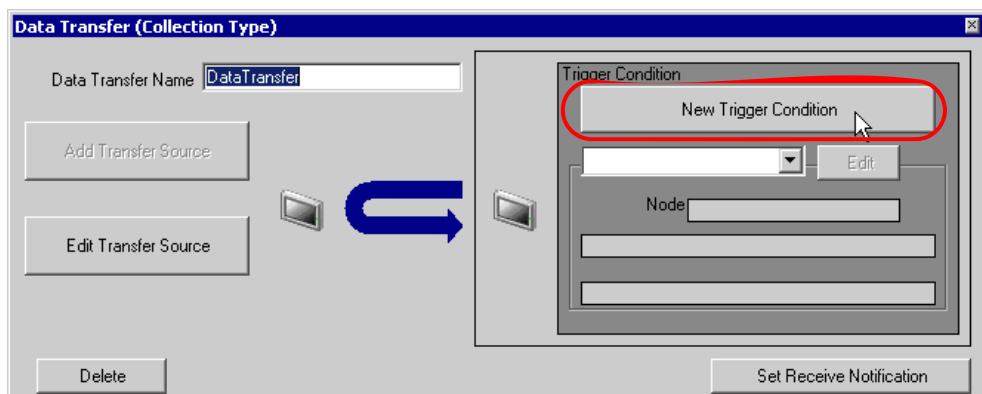 Data Transfer (Collection Type)
Data Transfer Name DataTransfer
Trigger Condition
New Trigger Condition
Add Transfer Source
Edit
Node
Edit Transfer Source
Delete
Set Receive Notification